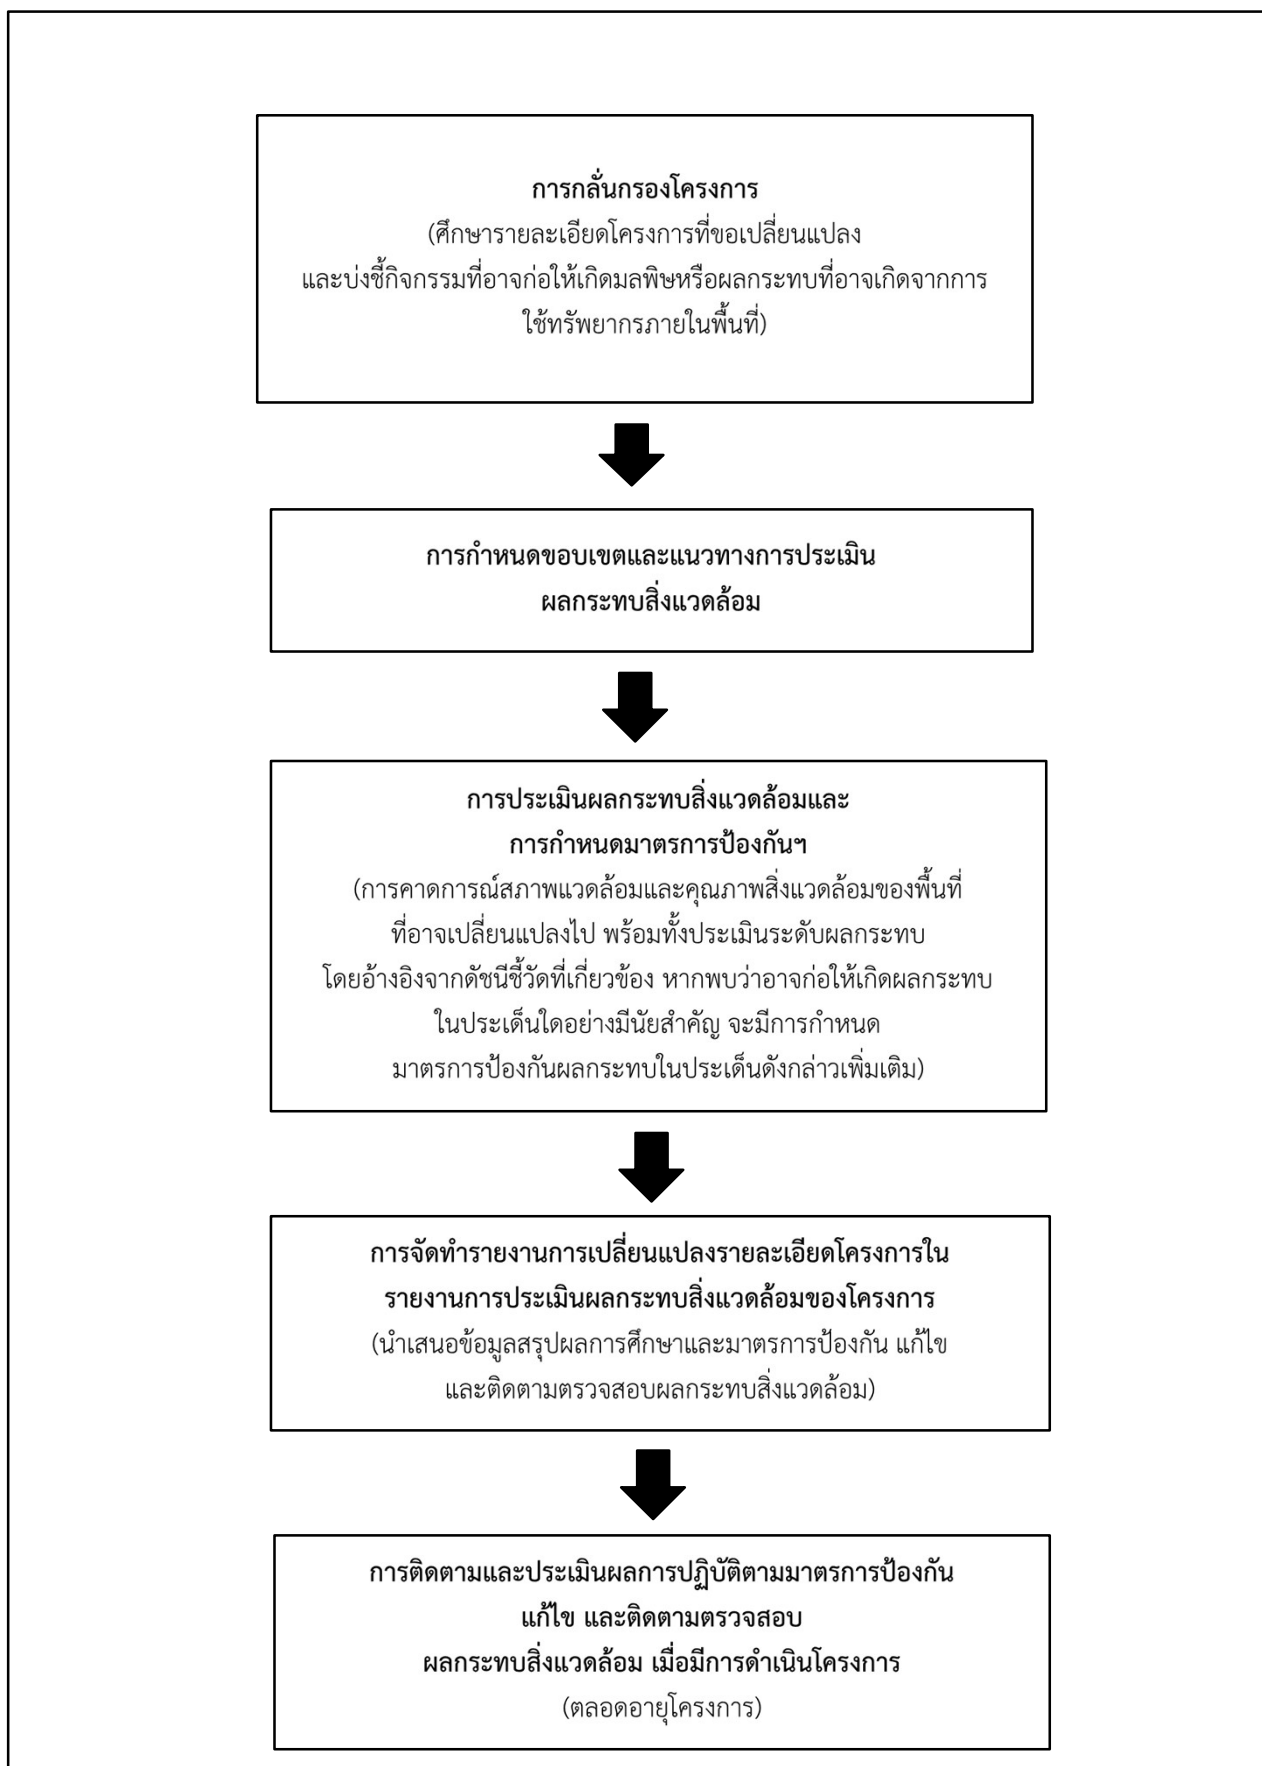 การกลั่นกรองโครงการ
(ศึกษารายละเอียดโครงการที่ขอเปลี่ยนแปลง
และบ่งชี้กิจกรรมที่อาจก่อให้เกิดมลพิษหรือผลกระทบที่อาจเกิดจากการ
ใช้ทรัพยากรภายในพื้นที่)
การกำหนดขอบเขตและแนวทางการประเมิน
ผลกระทบสิ่งแวดล้อม
การประเมินผลกระทบสิ่งแวดล้อมและ
การกำหนดมาตรการป้องกันฯ
(การคาดการณ์สภาพแวดล้อมและคุณภาพสิ่งแวดล้อมของพื้นที่
ที่อาจเปลี่ยนแปลงไป พร้อมทั้งประเมินระดับผลกระทบ
โดยอ้างอิงจากดัชนีชี้วัดที่เกี่ยวข้อง หากพบว่าอาจก่อให้เกิดผลกระทบ
ในประเด็นใดอย่างมีนัยสำคัญ จะมีการกำหนด
มาตรการป้องกันผลกระทบในประเด็นดังกล่าวเพิ่มเติม)
การจัดทำรายงานการเปลี่ยนแปลงรายละเอียดโครงการใน
รายงานการประเมินผลกระทบสิ่งแวดล้อมของโครงการ
(นำเสนอข้อมูลสรุปผลการศึกษาและมาตรการป้องกัน แก้ไข
และติดตามตรวจสอบผลกระทบสิ่งแวดล้อม)
การติดตามและประเมินผลการปฏิบัติตามมาตรการป้องกัน
แก้ไข และติดตามตรวจสอบ
ผลกระทบสิ่งแวดล้อม เมื่อมีการดำเนินโครงการ
(ตลอดอายุโครงการ)